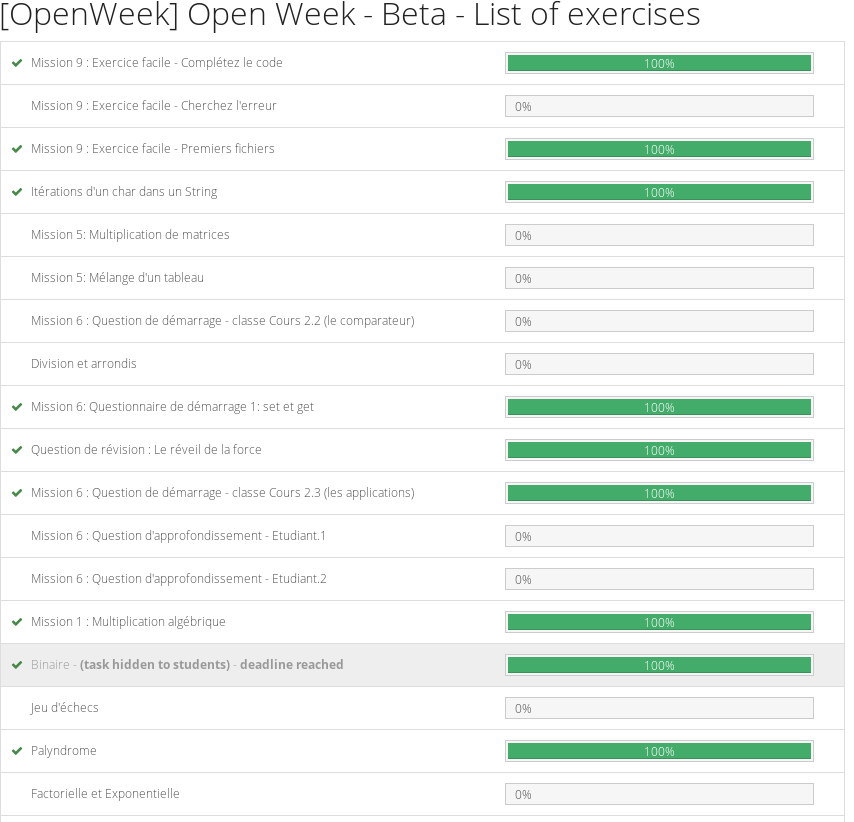 [OpenWeek] Open Week - Beta - List of exercises
Mission 9 : Exercice facile - Complétez le code 100%
Mission 9 : Exercice facile - Cherchez l'erreur 0%
Mission 9 : Exercice facile - Premiers fichiers 100%
Itérations d'un char dans un String 100%
Mission 5: Multiplication de matrices 0%
Mission 5: Mélange d'un tableau 0%
Mission 6 : Question de démarrage - classe Cours 2.2 (le comparateur) 0%
Division et arrondis 0%
Mission 6: Questionnaire de démarrage 1: set et get 100%
Question de révision : Le réveil de la force 100%
Mission 6 : Question de démarrage - classe Cours 2.3 (les applications) 100%
Mission 6 : Question d'approfondissement - Etudiant.1 0%
Mission 6 : Question d'approfondissement - Etudiant.2 0%
Mission 1 : Multiplication algébrique 100%
Binaire - (task hidden to students) - deadline reached 100%
Jeu d'échecs 0%
Palyndrome 100%
Factorielle et Exponentielle 0%